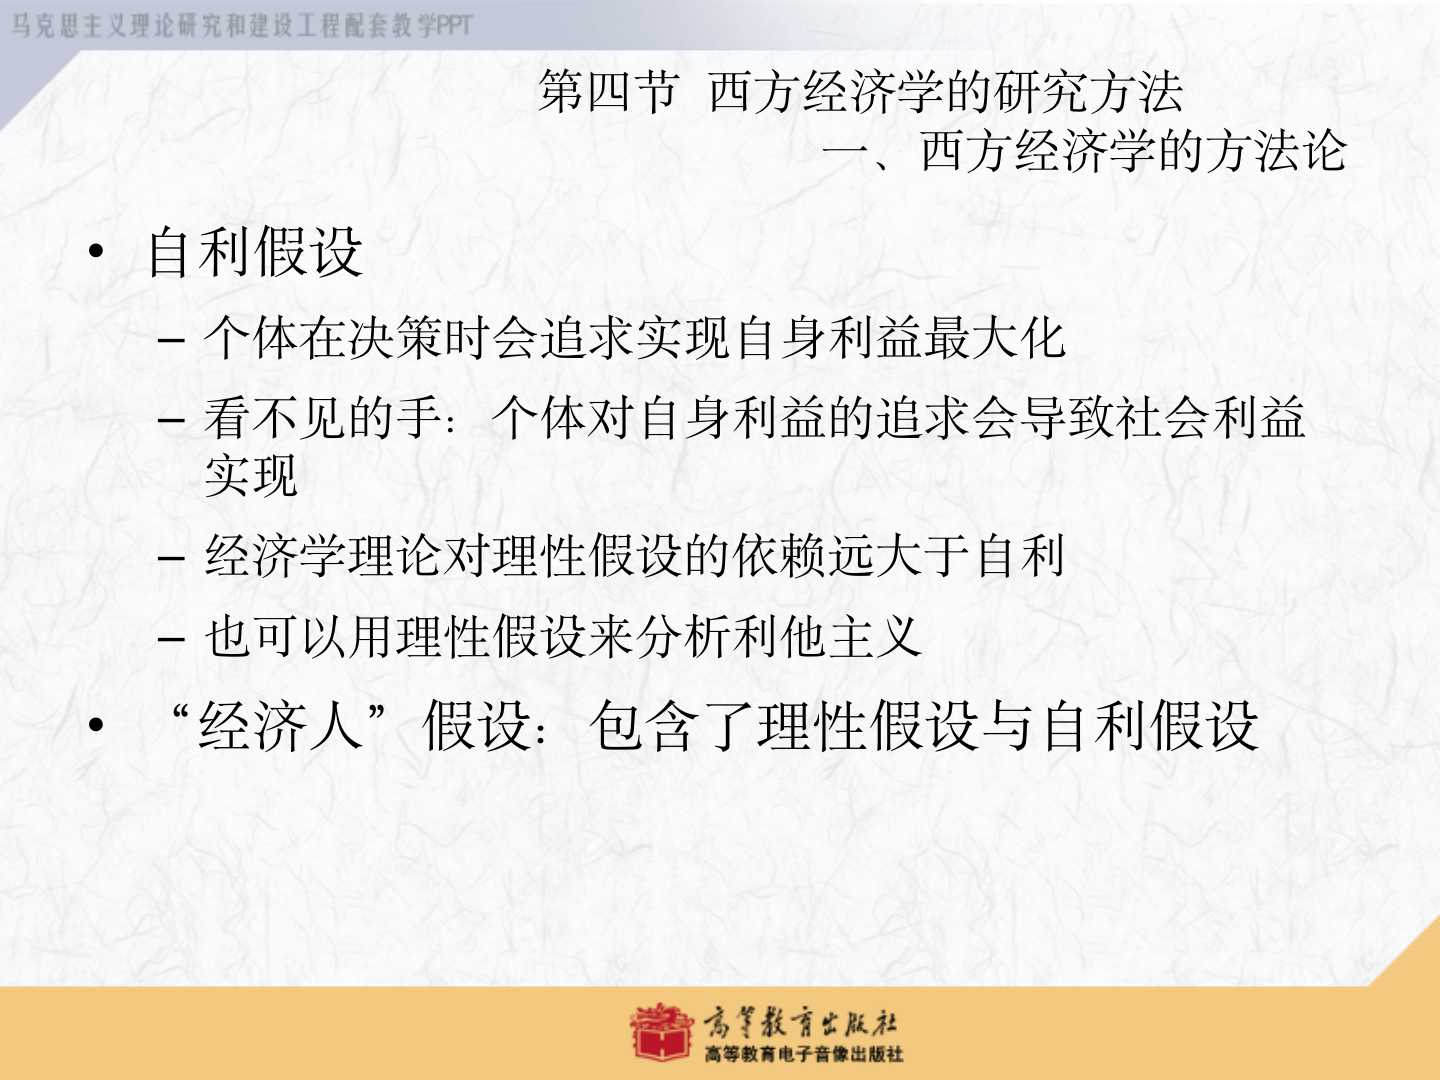 马克思主义理论研究和建设工程配套教学PPT
第四节 西方经济学的研究方法
一、西方经济学的方法论
• 自利假设
– 个体在决策时会追求实现自身利益最大化
– 看不见的手：个体对自身利益的追求会导致社会利益
实现
– 经济学理论对理性假设的依赖远大于自利
– 也可以用理性假设来分析利他主义
• “经济人”假设：包含了理性假设与自利假设
高等教育出版社
高等教育电子音像出版社